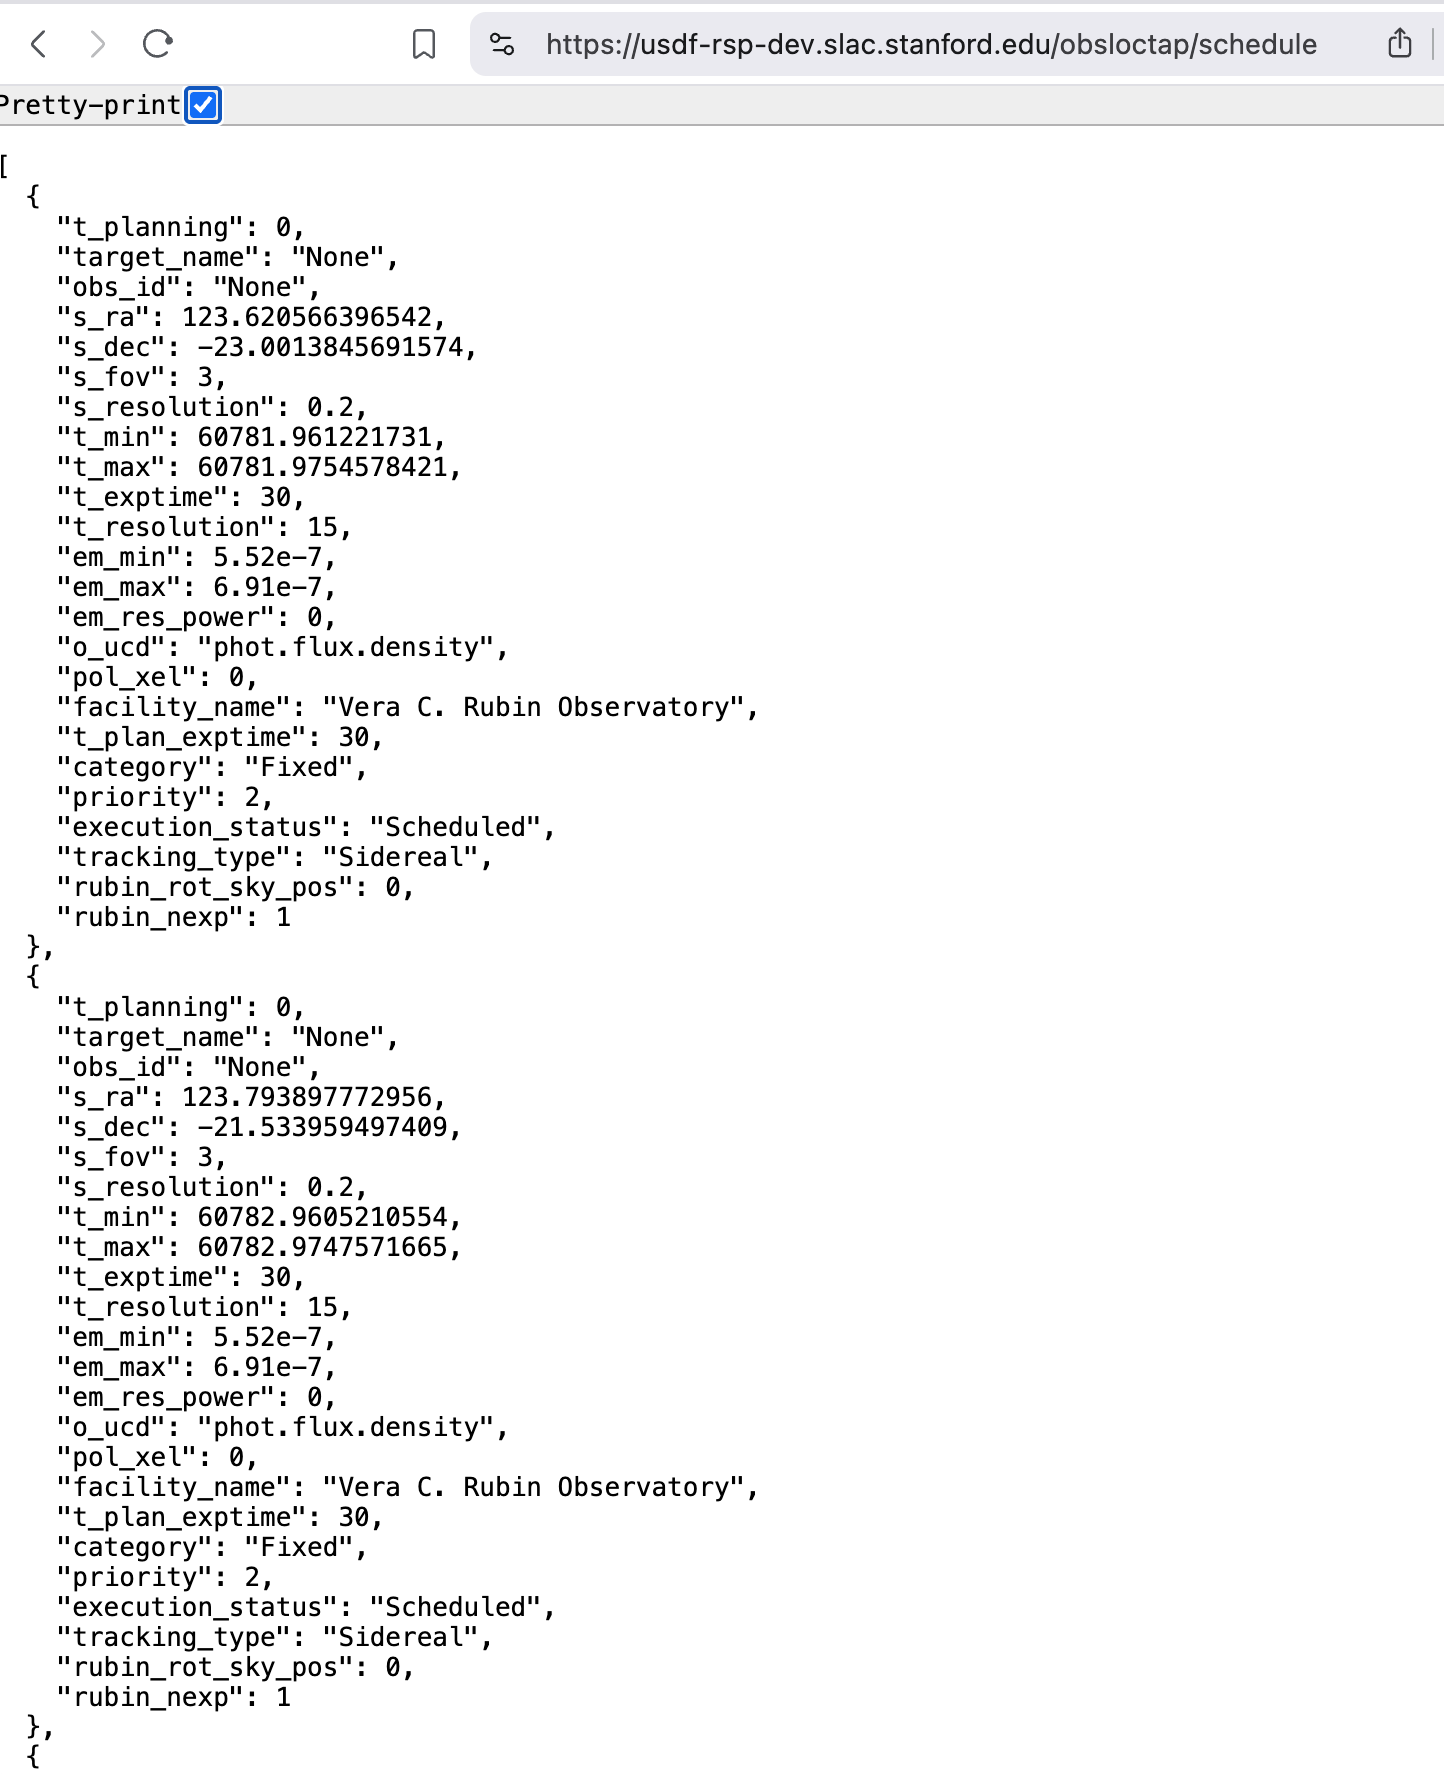 https://usdf-rsp-dev.slac.stanford.edu/obsloctap/schedule
Pretty-print
[
  {
    "t_planning": 0,
    "target_name": "None",
    "obs_id": "None",
    "s_ra": 123.620566396542,
    "s_dec": -23.0013845691574,
    "s_fov": 3,
    "s_resolution": 0.2,
    "t_min": 60781.961221731,
    "t_max": 60781.9754578421,
    "t_exptime": 30,
    "t_resolution": 15,
    "em_min": 5.52e-7,
    "em_max": 6.91e-7,
    "em_res_power": 0,
    "o_ucd": "phot.flux.density",
    "pol_xel": 0,
    "facility_name": "Vera C. Rubin Observatory",
    "t_plan_exptime": 30,
    "category": "Fixed",
    "priority": 2,
    "execution_status": "Scheduled",
    "tracking_type": "Sidereal",
    "rubin_rot_sky_pos": 0,
    "rubin_nexp": 1
  },
  {
    "t_planning": 0,
    "target_name": "None",
    "obs_id": "None",
    "s_ra": 123.793897772956,
    "s_dec": -21.533959497409,
    "s_fov": 3,
    "s_resolution": 0.2,
    "t_min": 60782.9605210554,
    "t_max": 60782.9747571665,
    "t_exptime": 30,
    "t_resolution": 15,
    "em_min": 5.52e-7,
    "em_max": 6.91e-7,
    "em_res_power": 0,
    "o_ucd": "phot.flux.density",
    "pol_xel": 0,
    "facility_name": "Vera C. Rubin Observatory",
    "t_plan_exptime": 30,
    "category": "Fixed",
    "priority": 2,
    "execution_status": "Scheduled",
    "tracking_type": "Sidereal",
    "rubin_rot_sky_pos": 0,
    "rubin_nexp": 1
  },
  {